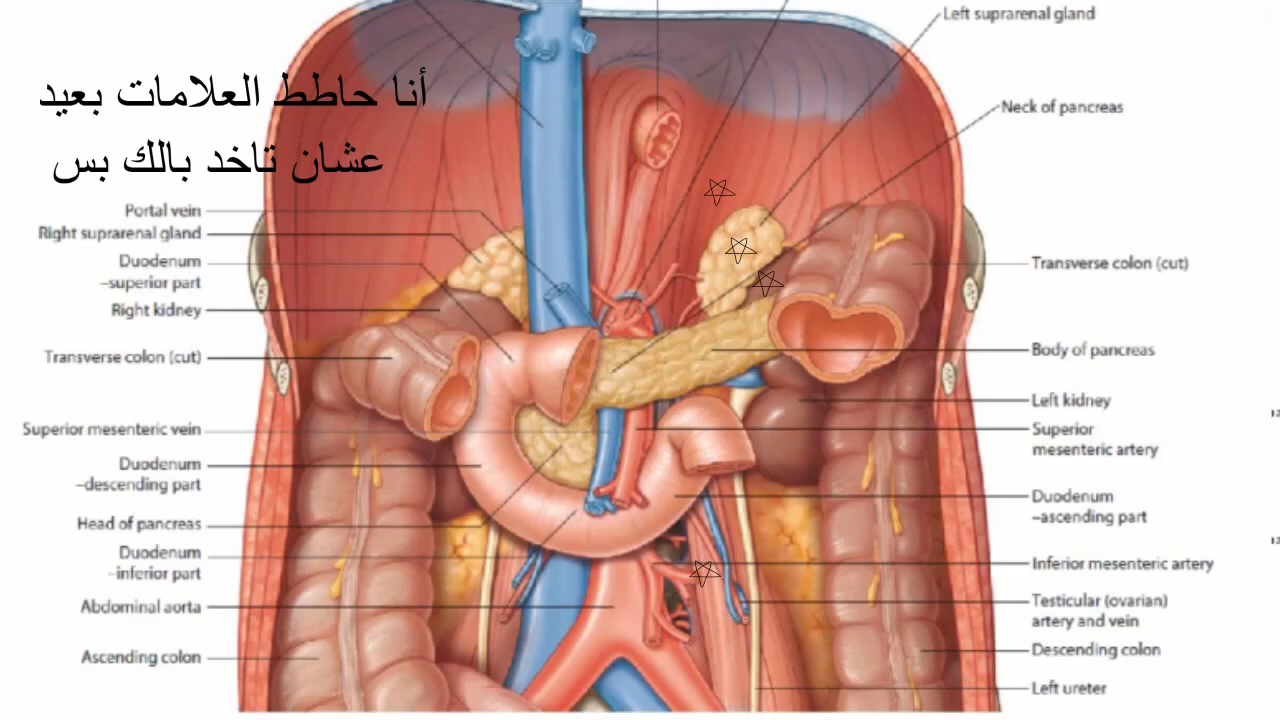 Left suprarenal gland
أنا حاطط العلامات بعيد
عشان تاخد بالك بس
Neck of pancreas
Portal vein
Right suprarenal gland
Duodenum
–superior part
Right kidney
Transverse colon (cut)
Superior mesenteric vein
Duodenum
–descending part
Head of pancreas
Duodenum
–inferior part
Abdominal aorta
Ascending colon
Transverse colon (cut)
Body of pancreas
Left kidney
Superior
mesenteric artery
Duodenum
–ascending part
Inferior mesenteric artery
Testicular (ovarian)
artery and vein
Descending colon
Left ureter